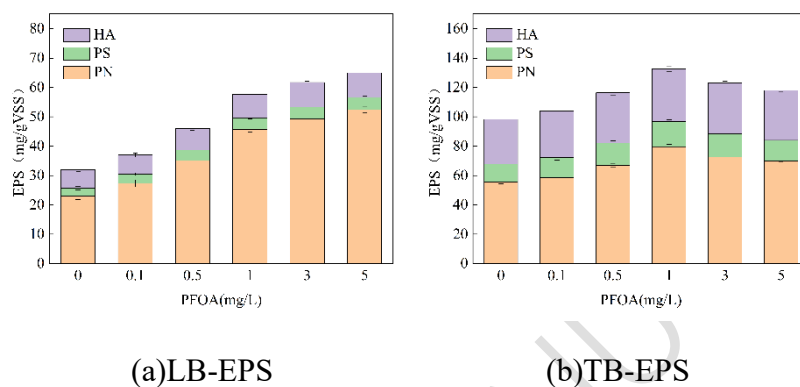 80
70
60
50
40
30
20
10
0
EPS（mg/gVSS）
HA
PS
PN
0 0.1 0.5 1 3 5
PFOA(mg/L)
(a)LB-EPS
160
140
120
100
80
60
40
20
0
EPS（mg/gVSS）
HA
PS
PN
0 0.1 0.5 1 3 5
PFOA(mg/L)
(b)TB-EPS